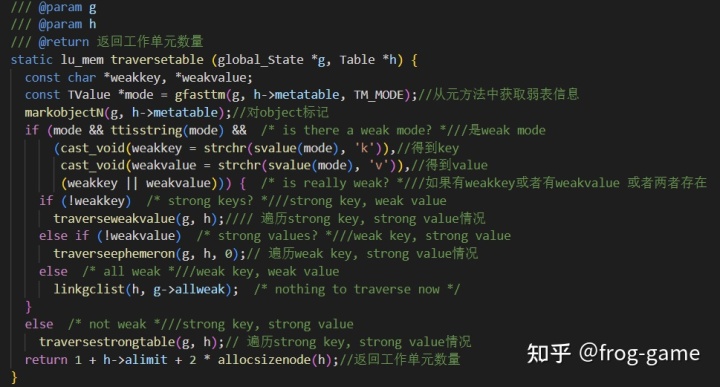 /// @param g
/// @param h
/// @return 返回工作单元数量
static lu_mem traversetable (global_State *g, Table *h) {
  const char *weakkey, *weakvalue;
  const TValue *mode = gfasttm(g, h->metatable, TM_MODE);//从元方法中获取弱表信息
  markobjectN(g, h->metatable);//对object标记
  if (mode && ttisstring(mode) &&  /* is there a weak mode? *///是weak mode
      (cast_void(weakkey = strchr(svalue(mode), 'k')),//得到key
       cast_void(weakvalue = strchr(svalue(mode), 'v')),//得到value
       (weakkey || weakvalue))) {  /* is really weak? *///如果有weakkey或者有weakvalue 或者两者存在
    if (!weakkey)  /* strong keys? *///strong key, weak value
      traverseweakvalue(g, h);//// 遍历strong key, strong value情况
    else if (!weakvalue)  /* strong values? *///weak key, strong value
      traverseephemeron(g, h, 0);// 遍历weak key, strong value情况
    else  /* all weak *///weak key, weak value
      linkgclist(h, g->allweak);  /* nothing to traverse now */
  }
  else  /* not weak *///strong key, strong value
    traversestrongtable(g, h);// 遍历strong key, strong value情况
  return 1 + h->alimit + 2 * allocsizenode(h);//返回工作单元数量
}
知乎 @frog-game